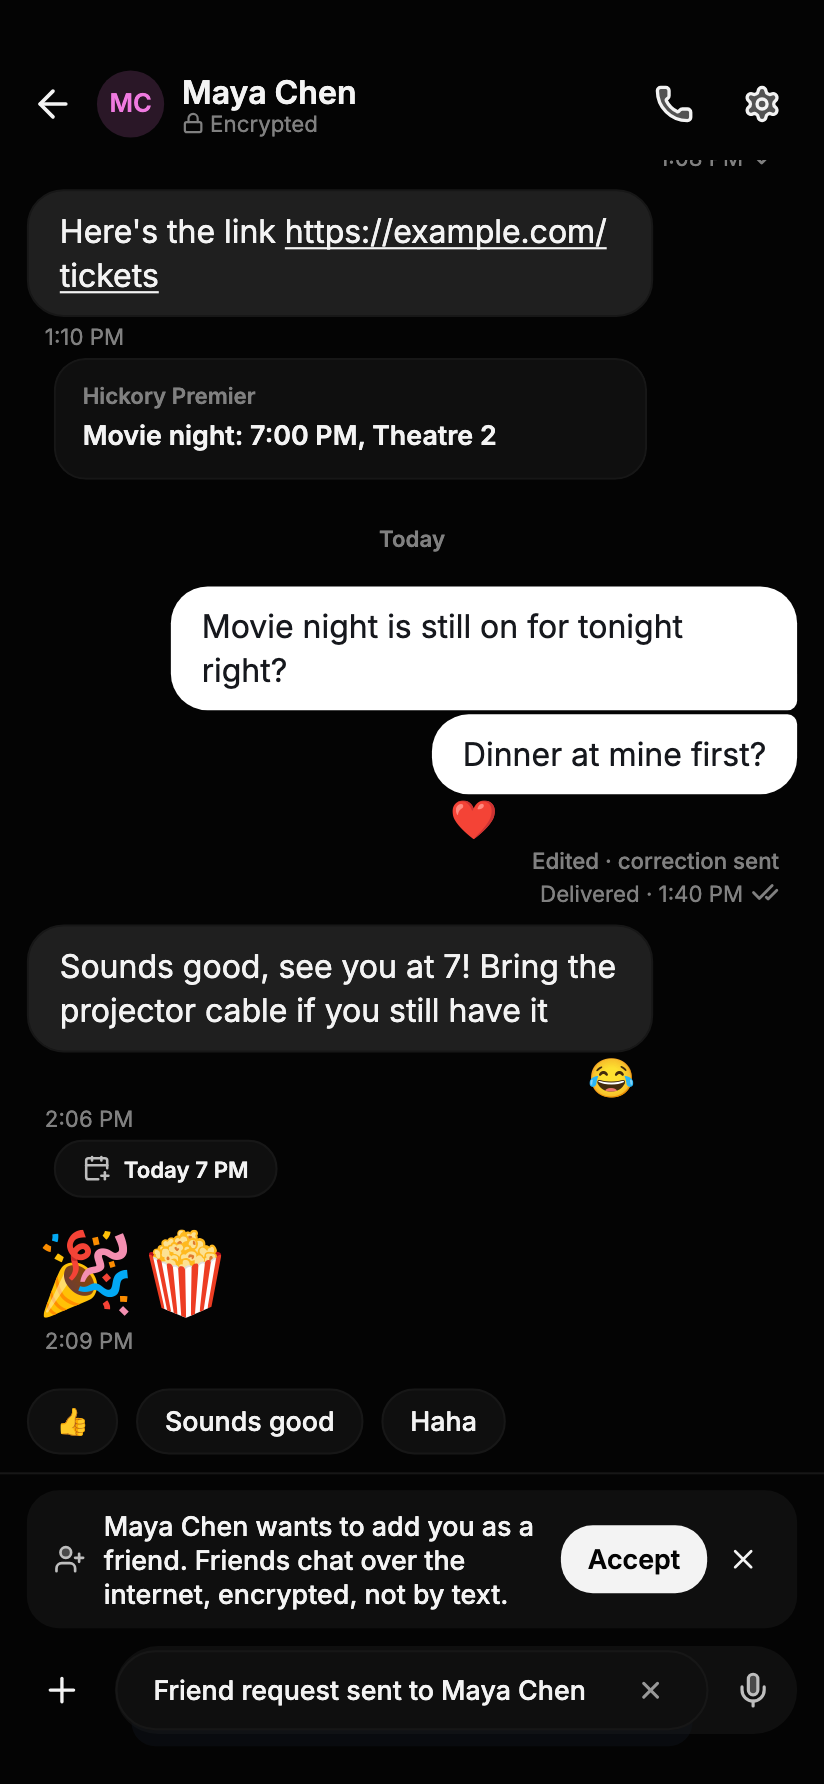 MC
Maya Chen
Encrypted
1:08 PM
Here's the link https://example.com/
tickets
1:10 PM
Hickory Premier
Movie night: 7:00 PM, Theatre 2
Today
Movie night is still on for tonight
right?
Dinner at mine first?
Edited · correction sent
Delivered · 1:40 PM
Sounds good, see you at 7! Bring the
projector cable if you still have it
2:06 PM
Today 7 PM
2:09 PM
Sounds good
Haha
Maya Chen wants to add you as a
friend. Friends chat over the
internet, encrypted, not by text.
Accept
Friend request sent to Maya Chen